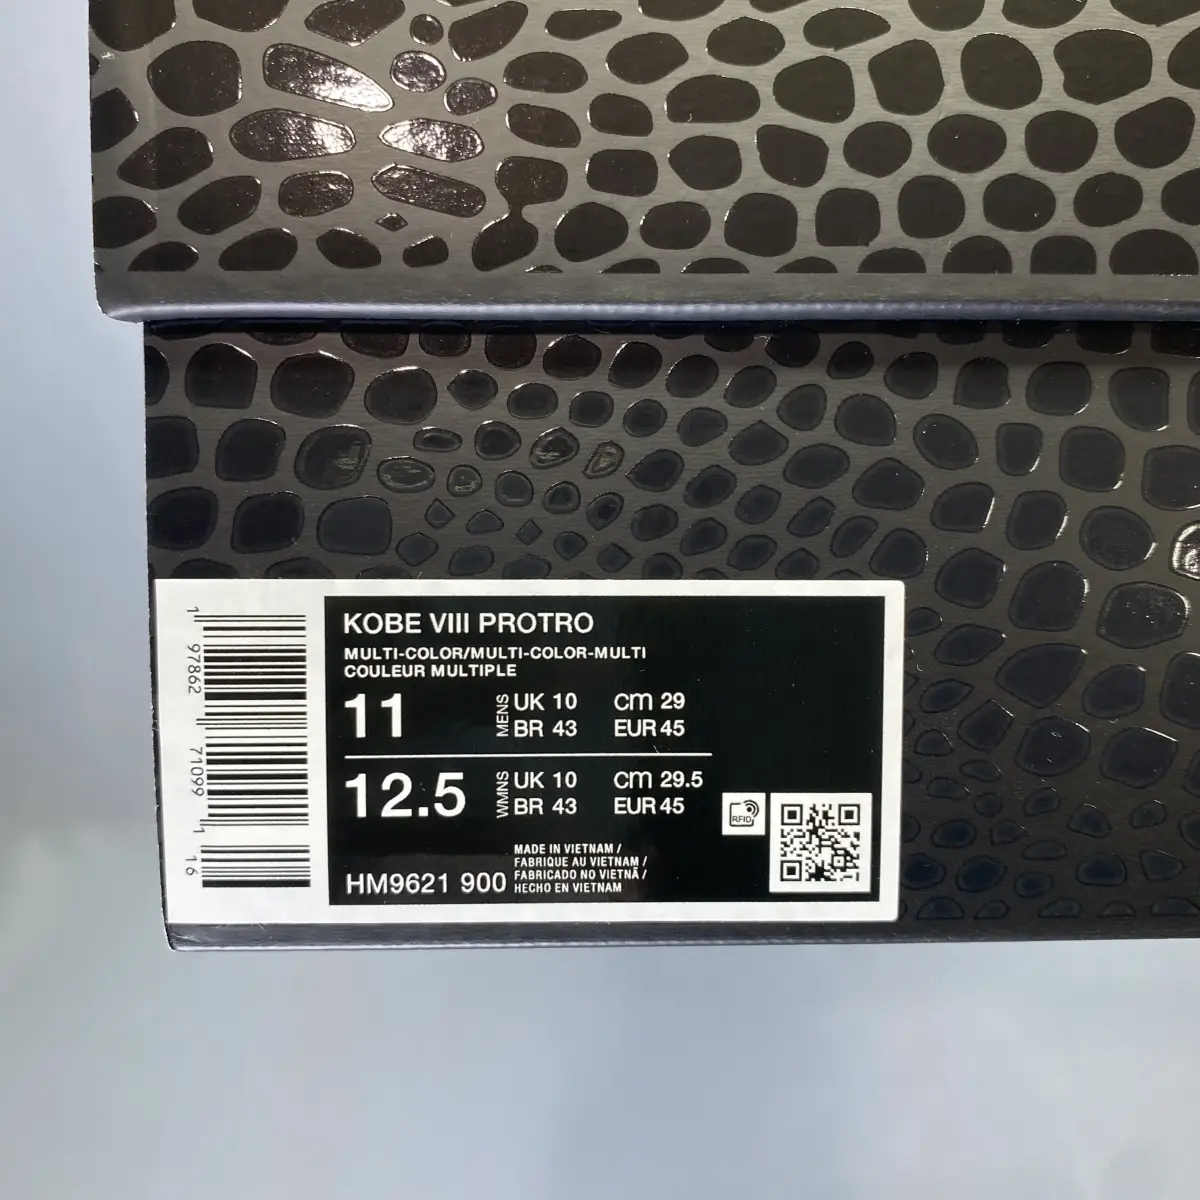 KOBE VIII PROTRO
MULTI-COLOR/MULTI-COLOR-MULTI
COULEUR MULTIPLE
11 MENS UK 10 CM 29
BR 43 EUR 45
12.5 WMNS UK 10 CM 29.5
BR 43 EUR 45
RFID
HM9621 900
MADE IN VIETNAM /
FABRIQUE AU VIETNAM /
FABRICADO NO VIETNÃ /
HECHO EN VIETNAM
1 97862 71099 1
16